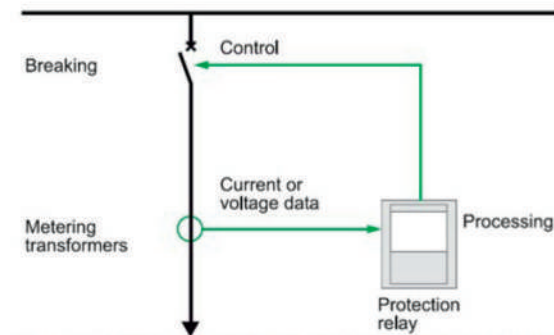 Control
Breaking
Current or
voltage data
Metering
transformers
Processing
Protection
relay